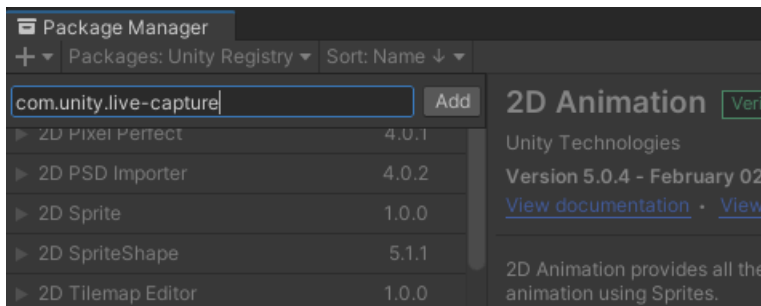 Package Manager
Packages: Unity Registry Sort: Name ↓
com.unity.live-capture Add
2D Pixel Perfect 4.0.1
2D PSD Importer 4.0.2
2D Sprite 1.0.0
2D SpriteShape 5.1.1
2D Tilemap Editor 1.0.0
2D Animation Veri
Unity Technologies
Version 5.0.4 - February 02
View documentation • View
2D Animation provides all the
animation using Sprites.